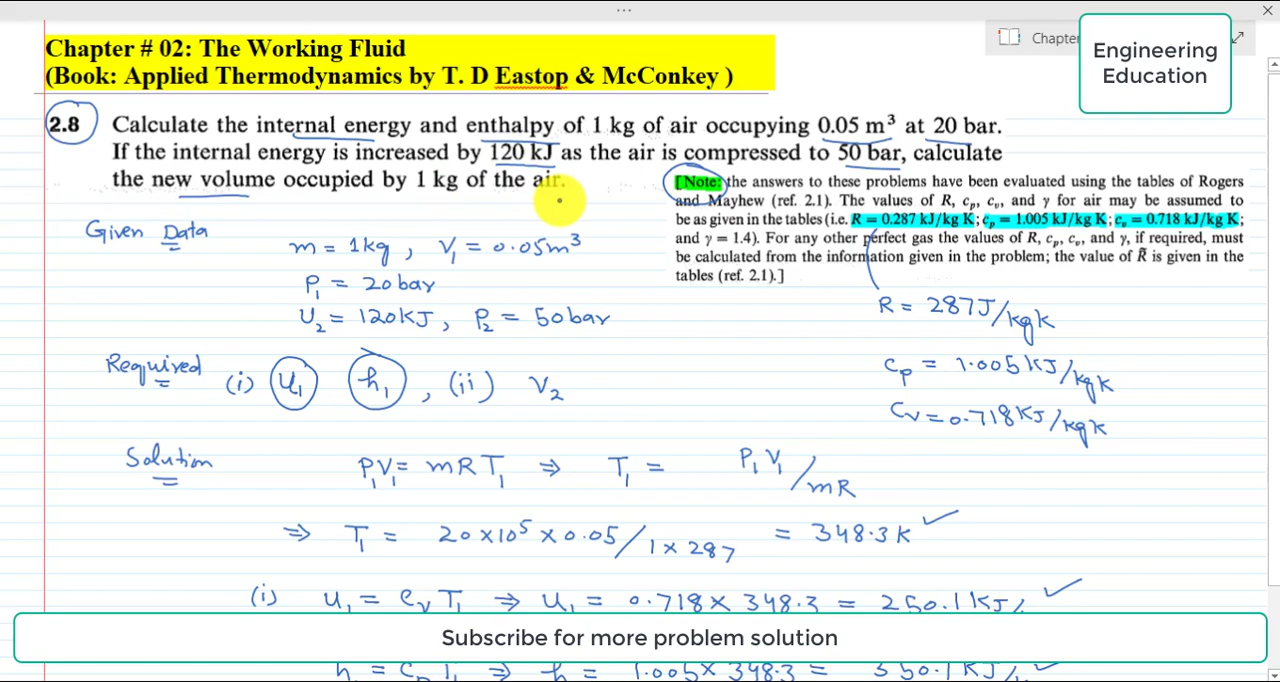 Chapter # 02: The Working Fluid
(Book: Applied Thermodynamics by T. D Eastop & McConkey )
Chapter
Engineering
Education
2.8 Calculate the internal energy and enthalpy of 1 kg of air occupying 0.05 m³ at 20 bar.
If the internal energy is increased by 120 kJ as the air is compressed to 50 bar, calculate
the new volume occupied by 1 kg of the air.
[Note: the answers to these problems have been evaluated using the tables of Rogers
and Mayhew (ref. 2.1). The values of R, cp, cv, and γ for air may be assumed to
be as given in the tables (i.e. R = 0.287 kJ/kg K; cp = 1.005 kJ/kg K; cv = 0.718 kJ/kg K;
and γ = 1.4). For any other perfect gas the values of R, cp, cv, and γ, if required, must
be calculated from the information given in the problem; the value of R̃ is given in the
tables (ref. 2.1).]
Given Data
m = 1kg , V₁ = 0.05m³
P₁ = 20bar
U₂ = 120KJ, P₂ = 50bar
R = 287J/kgK
cp = 1.005KJ/kgK
Cv = 0.718KJ/kgK
Required (i) u₁ h₁ , (ii) V₂
Solution P₁V₁ = mRT₁ ⇒ T₁ = P₁V₁/mR
⇒ T₁ = 20×10⁵×0.05/1×287 = 348.3K ✓
(i) u₁ = CvT₁ ⇒ u₁ = 0.718×348.3 = 250.1KJ/ ✓
Subscribe for more problem solution
h = CpT₁ ⇒ h = 1.005×348.3 = 350.1KJ/ ✓